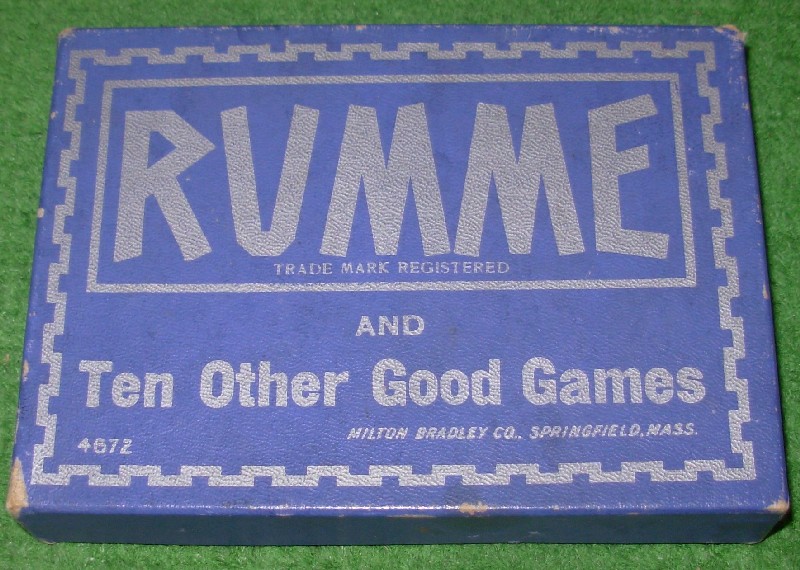 RUMME
TRADE MARK REGISTERED
AND
Ten Other Good Games
MILTON BRADLEY CO., SPRINGFIELD, MASS.
4672